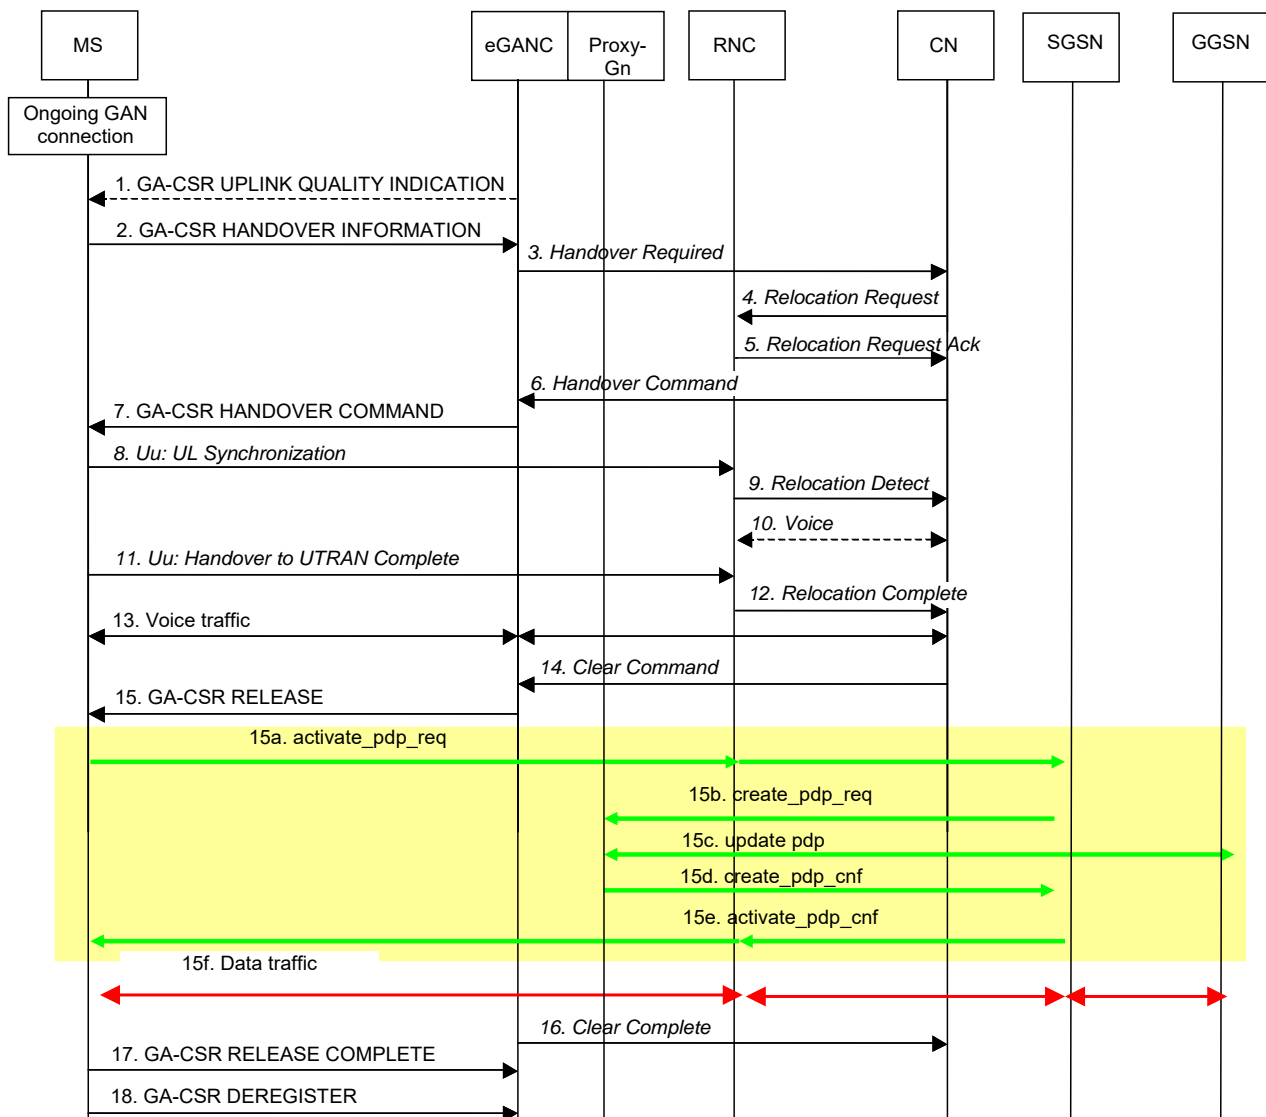 MS
eGANC
Proxy-
Gn
RNC
CN
SGSN
GGSN
Ongoing GAN
connection
1. GA-CSR UPLINK QUALITY INDICATION
2. GA-CSR HANDOVER INFORMATION
3. Handover Required
4. Relocation Request
5. Relocation Request Ack
6. Handover Command
7. GA-CSR HANDOVER COMMAND
8. Uu: UL Synchronization
9. Relocation Detect
10. Voice
11. Uu: Handover to UTRAN Complete
12. Relocation Complete
13. Voice traffic
14. Clear Command
15. GA-CSR RELEASE
15a. activate_pdp_req
15b. create_pdp_req
15c. update pdp
15d. create_pdp_cnf
15e. activate_pdp_cnf
15f. Data traffic
16. Clear Complete
17. GA-CSR RELEASE COMPLETE
18. GA-CSR DEREGISTER